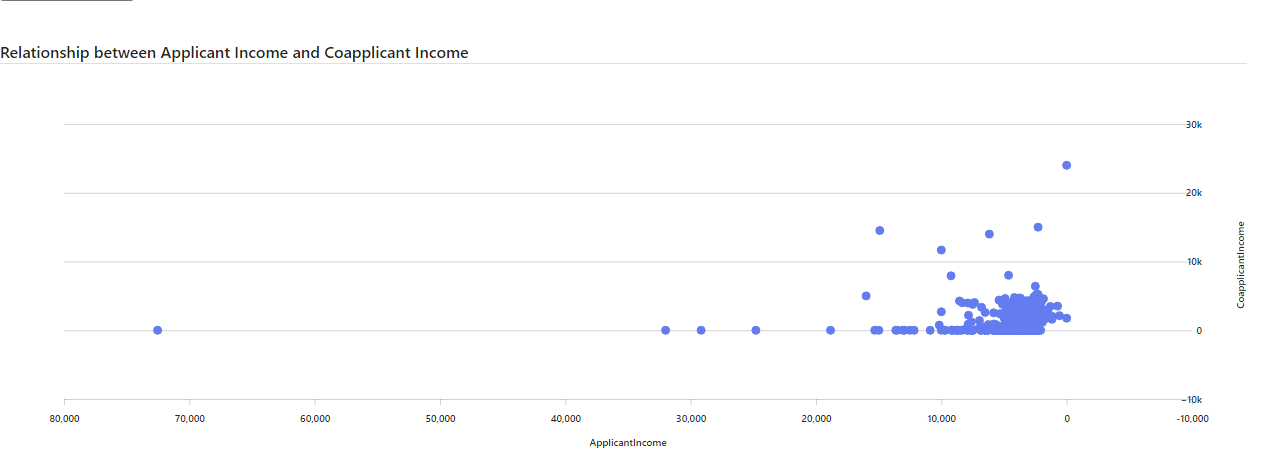 Relationship between Applicant Income and Coapplicant Income
30k
20k
10k
0
−10k
CoapplicantIncome
80,000 70,000 60,000 50,000 40,000 30,000 20,000 10,000 0 -10,000
ApplicantIncome